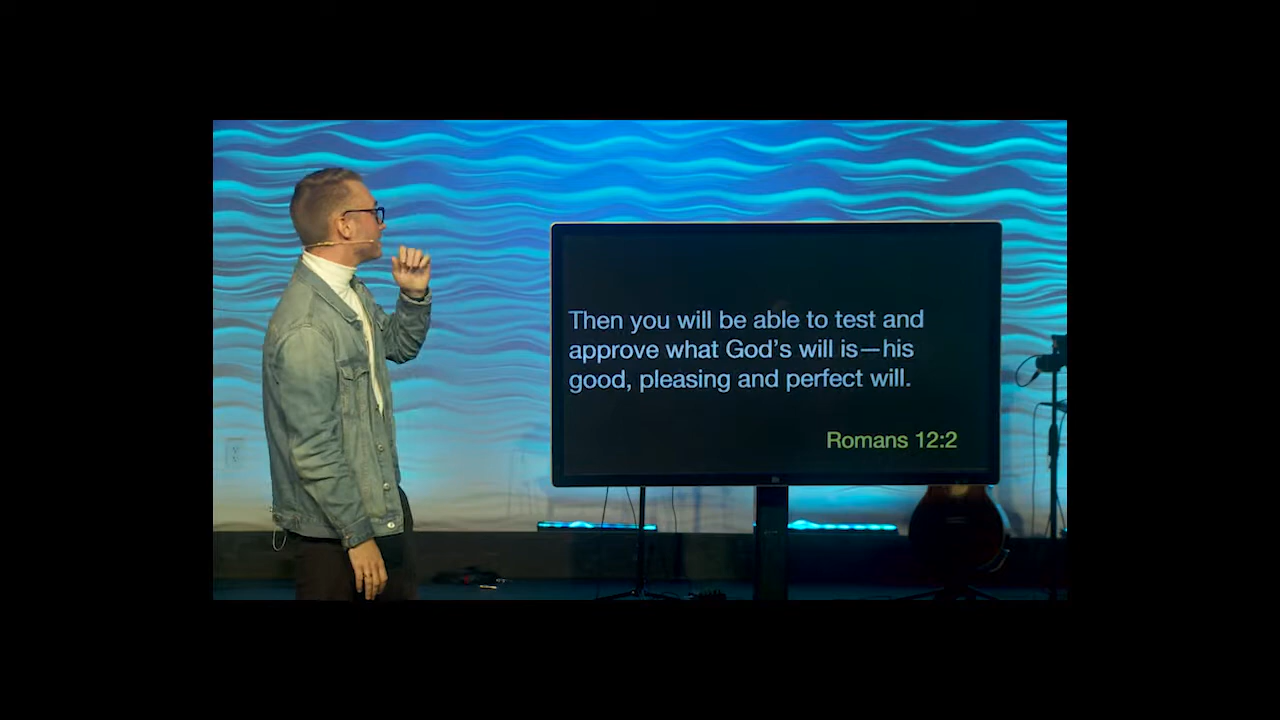 Then you will be able to test and
approve what God's will is—his
good, pleasing and perfect will.
Romans 12:2